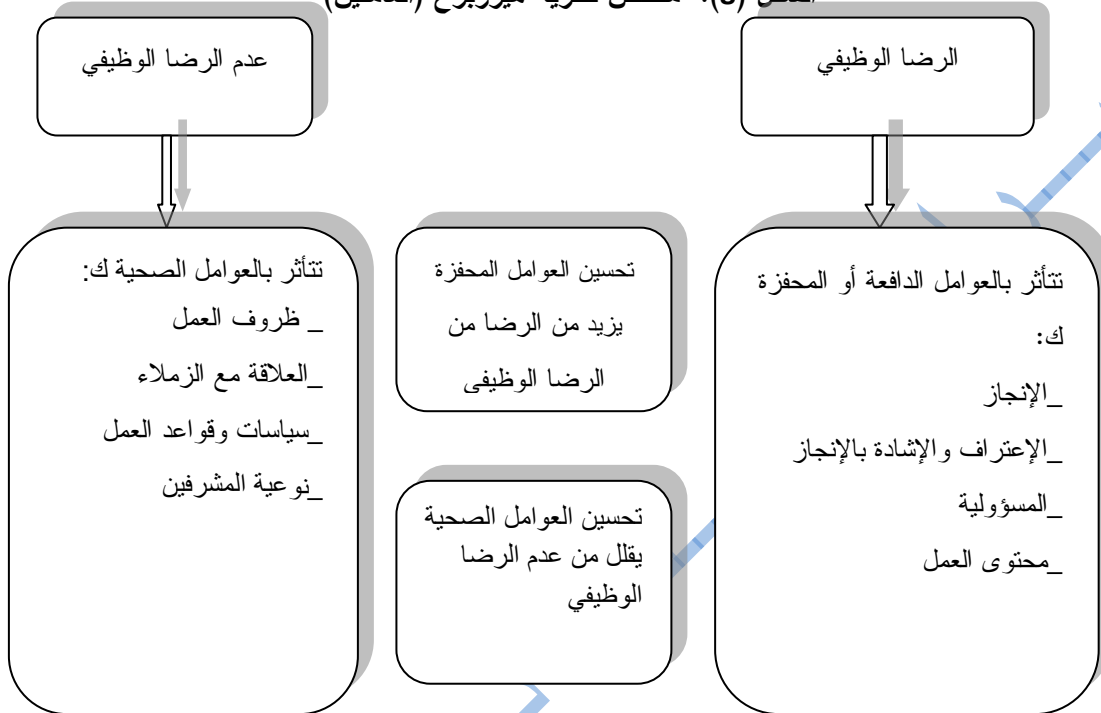 الرضا الوظيفي
عدم الرضا الوظيفي
تتأثر بالعوامل الدافعة أو المحفزة
ك:
_الإنجاز
_الإعتراف والإشادة بالإنجاز
_المسؤولية
_محتوى العمل
تحسين العوامل المحفزة
يزيد من الرضا من
الرضا الوظيفي
تحسين العوامل الصحية
يقلل من عدم الرضا
الوظيفي
تتأثر بالعوامل الصحية ك:
_ ظروف العمل
_العلاقة مع الزملاء
_سياسات وقواعد العمل
_نوعية المشرفين